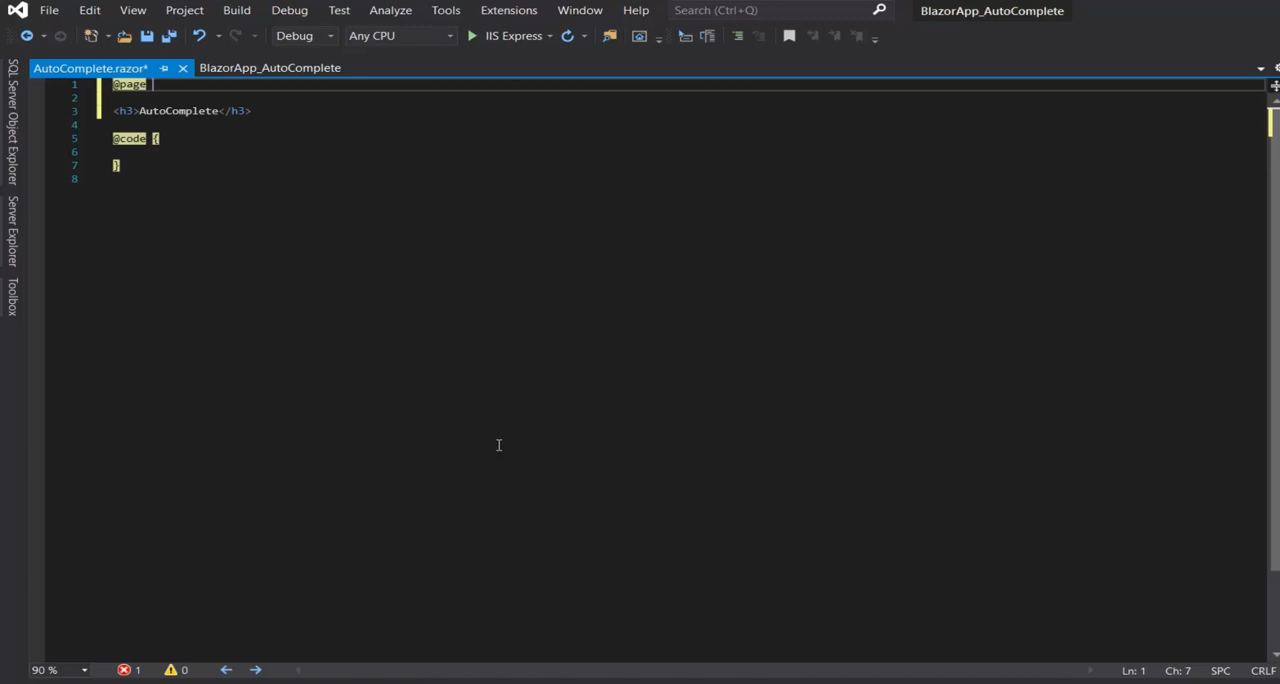 File Edit View Project Build Debug Test Analyze Tools Extensions Window Help Search (Ctrl+Q) BlazorApp_AutoComplete
Debug Any CPU IIS Express
AutoComplete.razor* BlazorApp_AutoComplete
SQL Server Object Explorer
Server Explorer
Toolbox
1 @page
2
3 <h3>AutoComplete</h3>
4
5 @code {
6
7 }
8
90 % 1 0 Ln: 1 Ch: 7 SPC CRLF